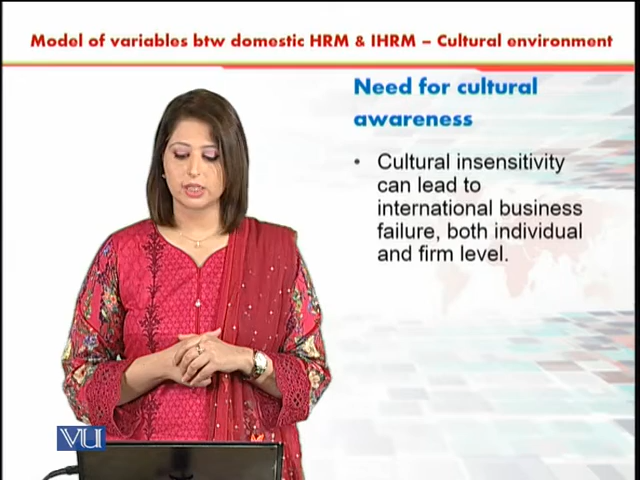 Model of variables btw domestic HRM & IHRM – Cultural environment
Need for cultural
awareness
• Cultural insensitivity
can lead to
international business
failure, both individual
and firm level.
VU